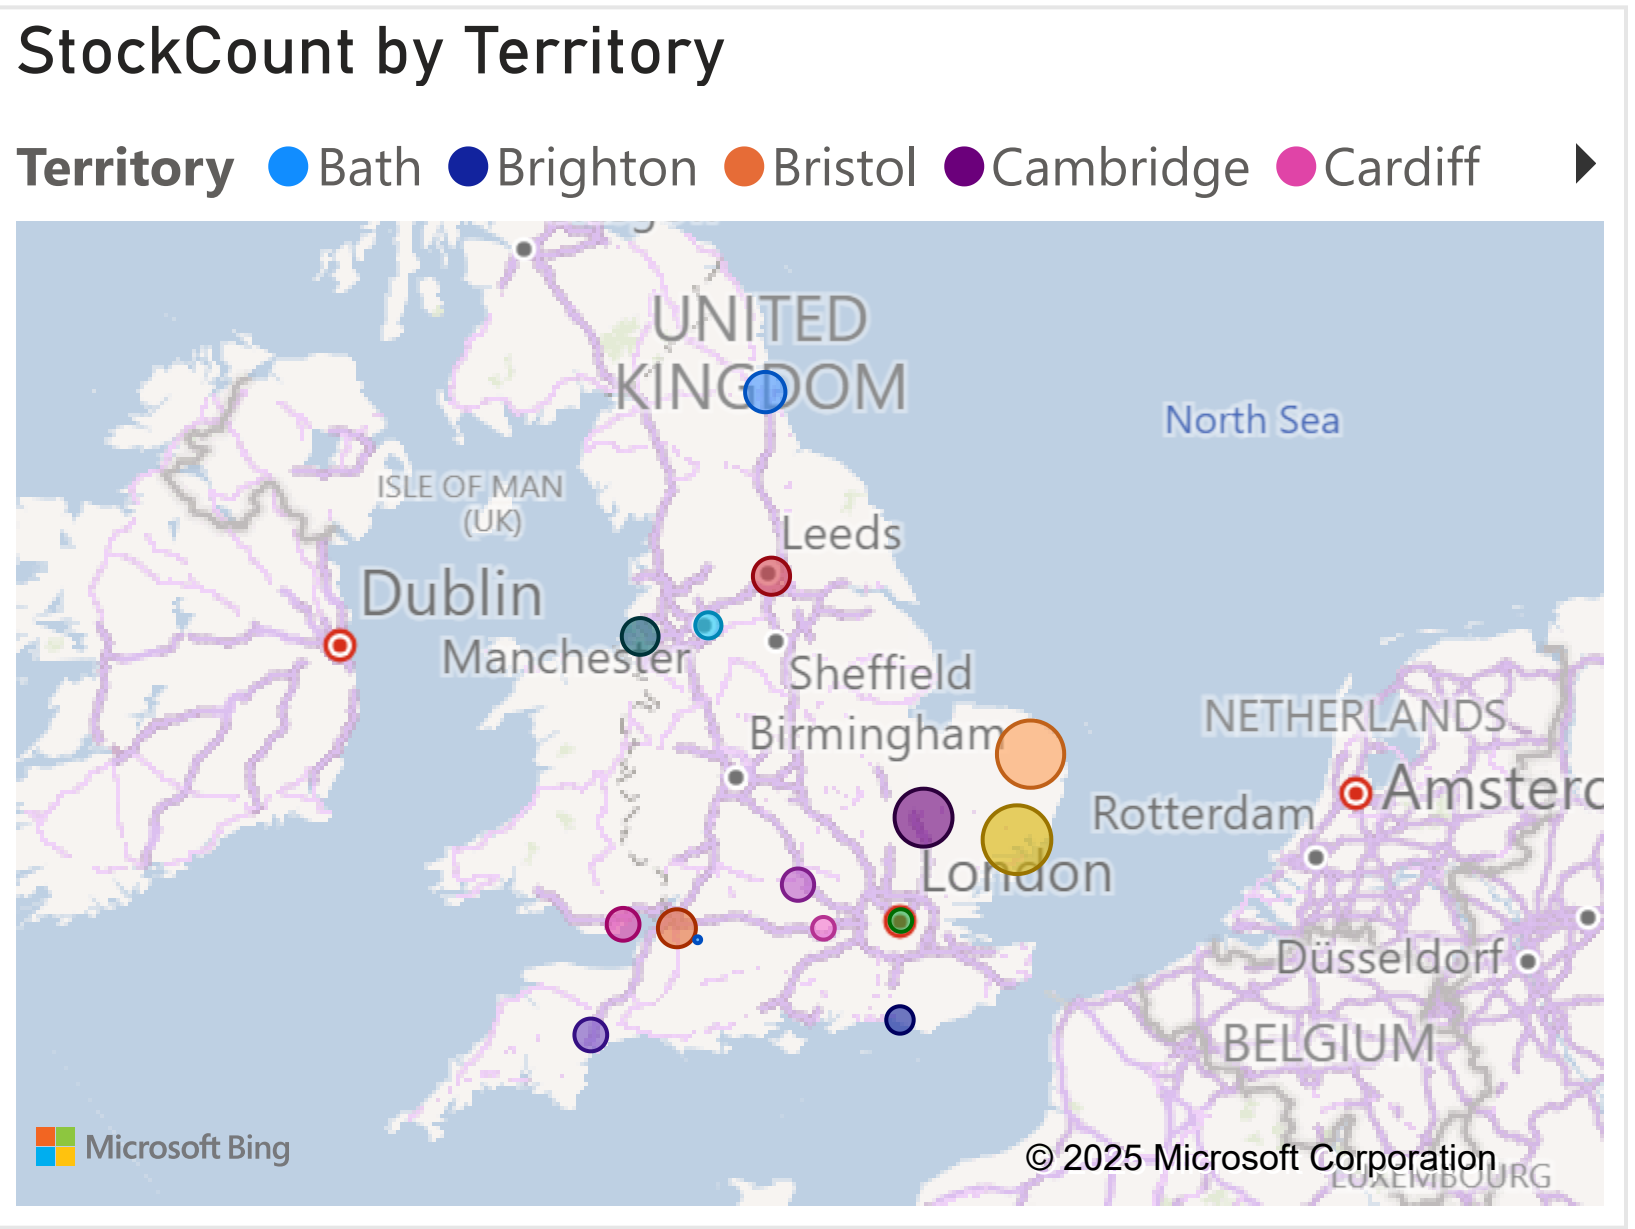 StockCount by Territory
Territory Bath Brighton Bristol Cambridge Cardiff
UNITED
KINGDOM
North Sea
ISLE OF MAN
(UK)
Leeds
Dublin
Manchester
Sheffield
NETHERLANDS
Birmingham
Amsterd
Rotterdam
London
Düsseldorf
BELGIUM
Microsoft Bing
© 2025 Microsoft Corporation
LUXEMBOURG